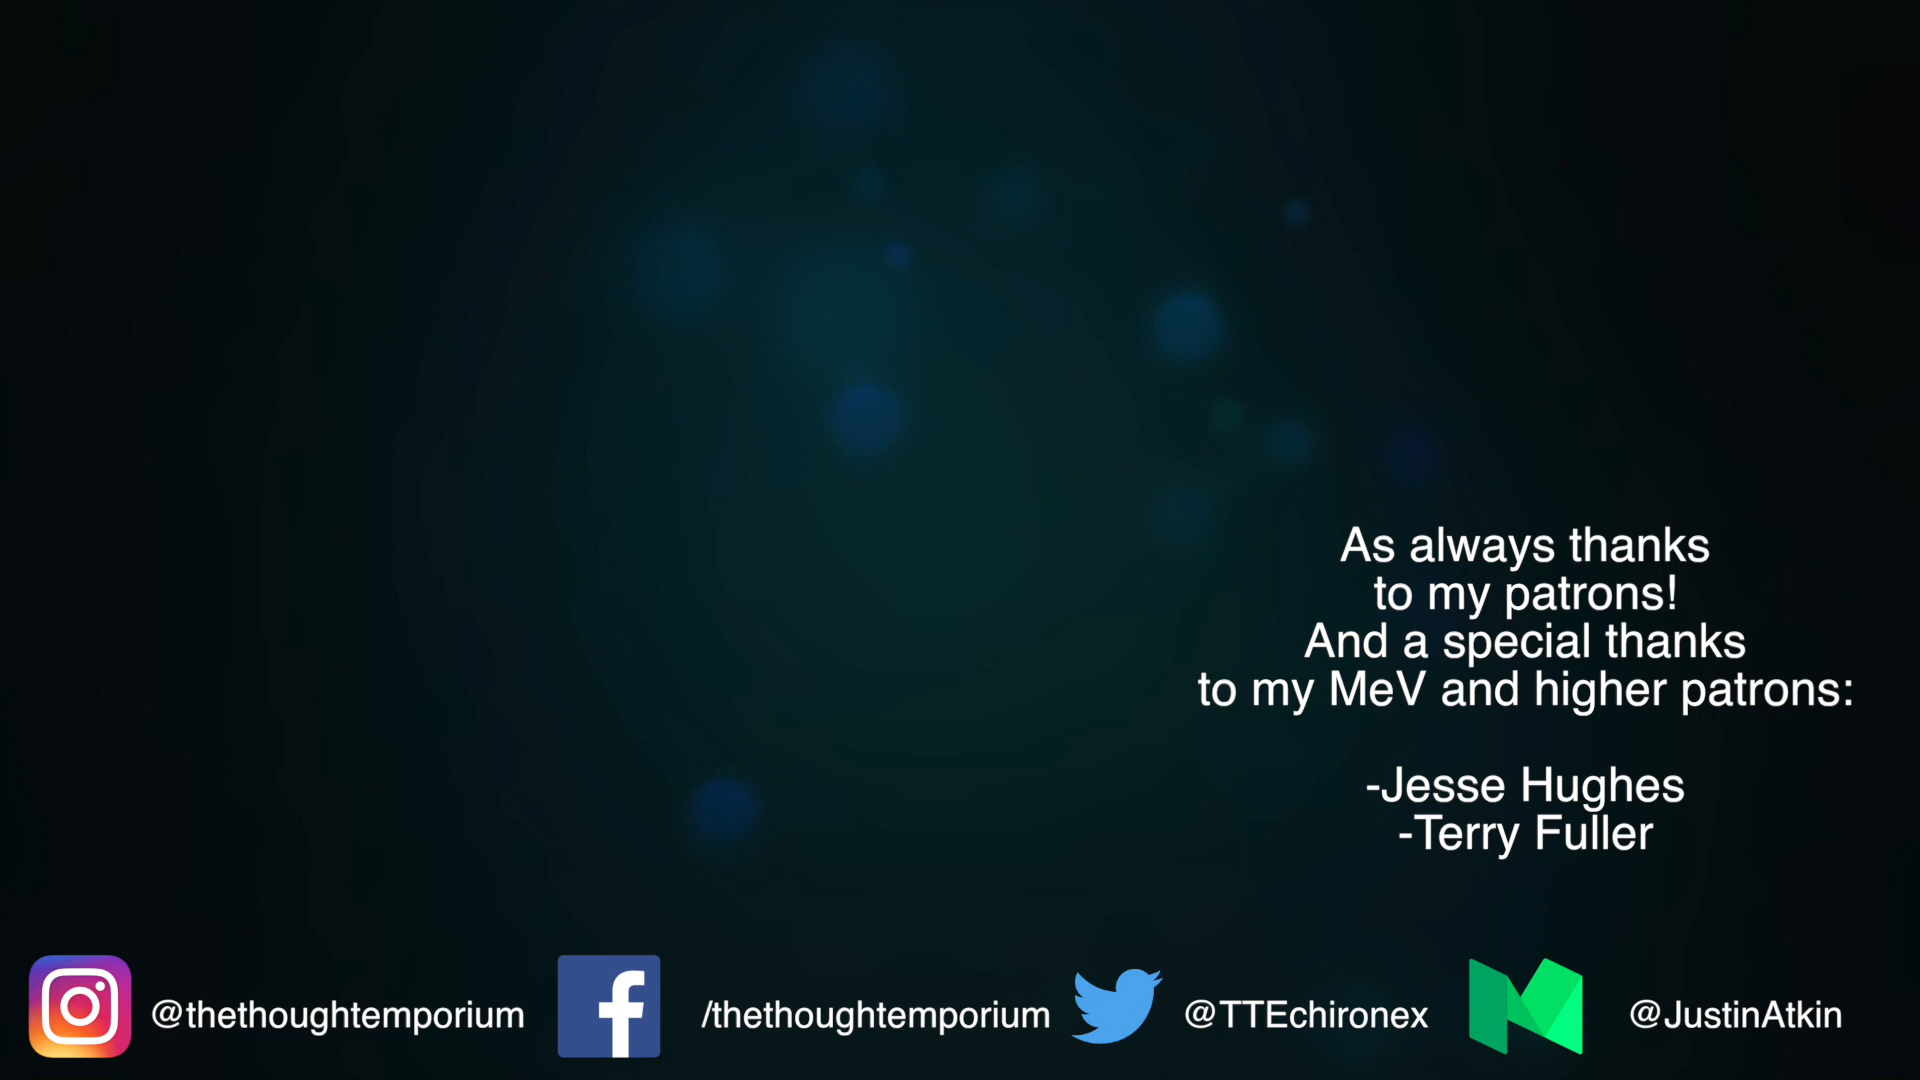 As always thanks
to my patrons!
And a special thanks
to my MeV and higher patrons:
-Jesse Hughes
-Terry Fuller
@thethoughtemporium
/thethoughtemporium
@TTEchironex
@JustinAtkin